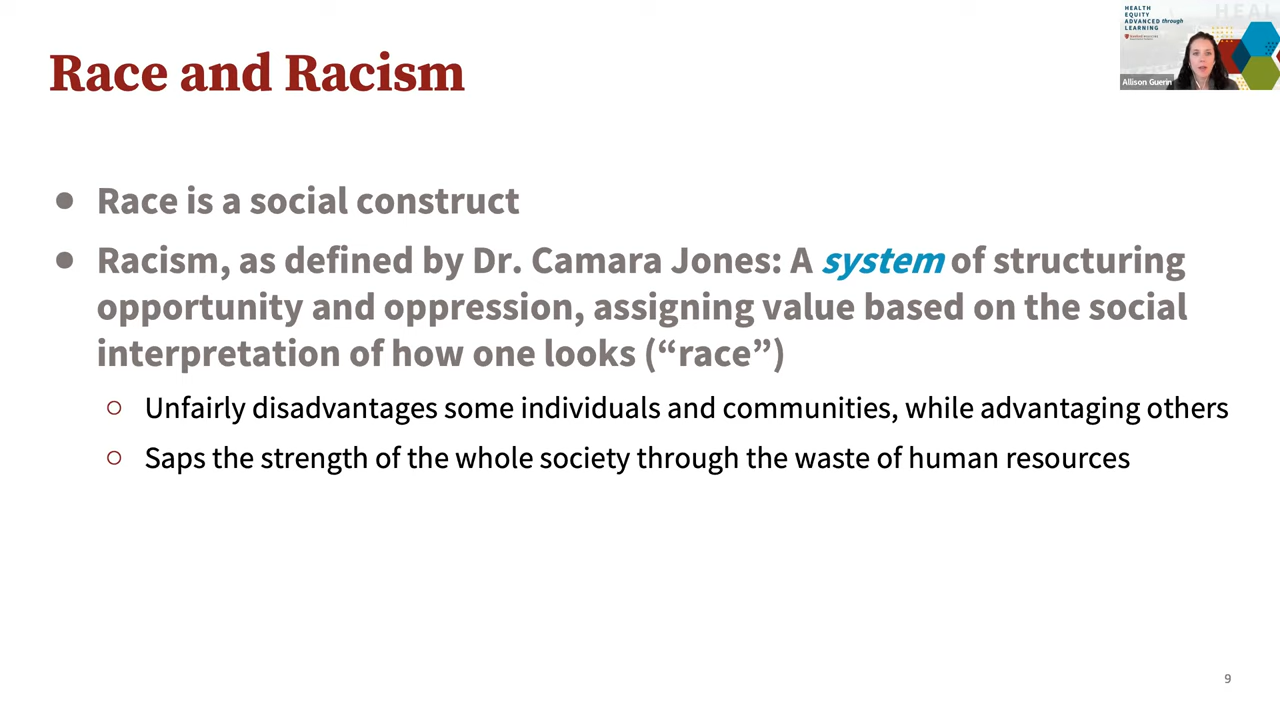 HEALTH
EQUITY
ADVANCED through
LEARNING
HEAL
Allison Guerin
Race and Racism
● Race is a social construct
● Racism, as defined by Dr. Camara Jones: A system of structuring
opportunity and oppression, assigning value based on the social
interpretation of how one looks (“race”)
○ Unfairly disadvantages some individuals and communities, while advantaging others
○ Saps the strength of the whole society through the waste of human resources
9